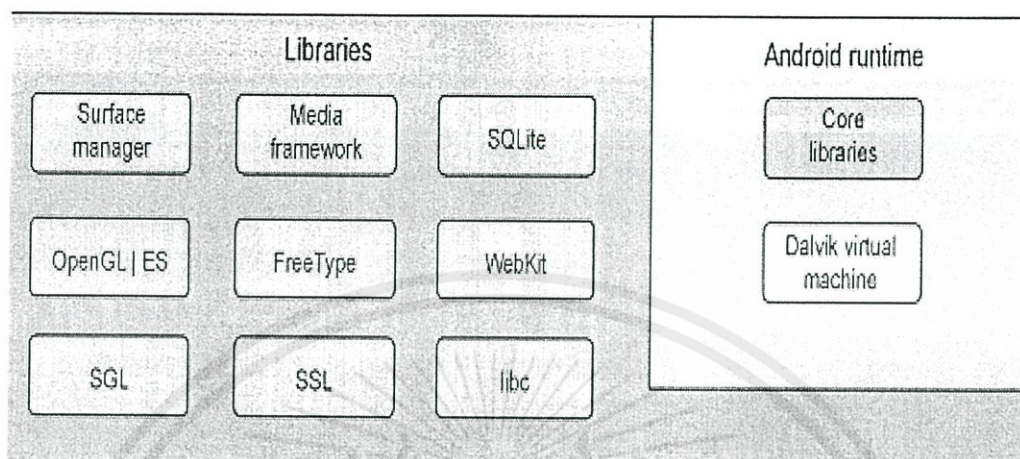 Libraries
Surface
manager
Media
framework
SQLite
OpenGL | ES
FreeType
WebKit
SGL
SSL
libc
Android runtime
Core
libraries
Dalvik virtual
machine